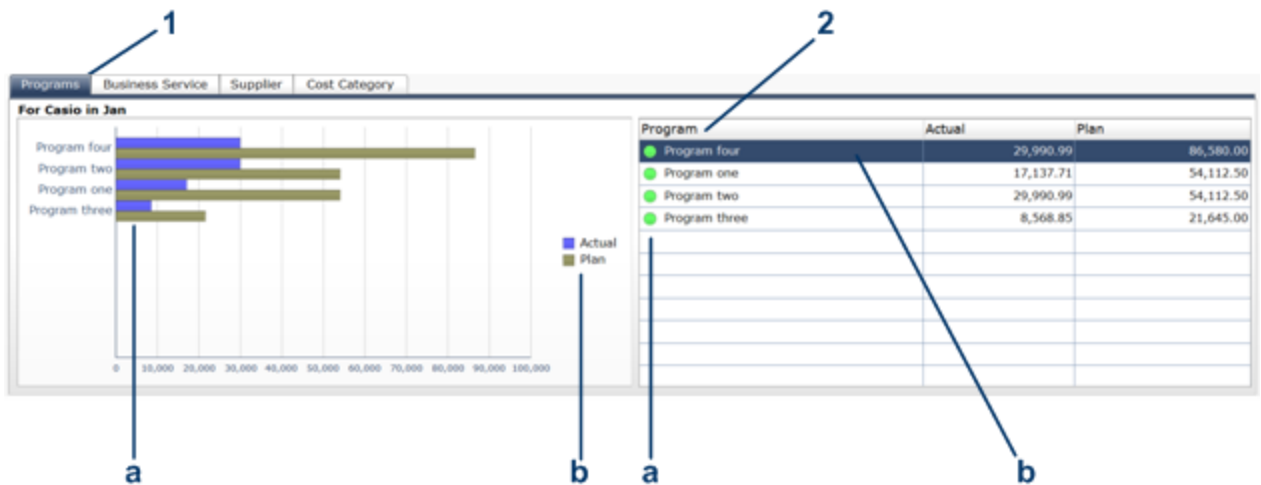 1 2
Programs Business Service Supplier Cost Category
For Casio in Jan
Program four
Program two
Program one
Program three
Actual
Plan
0 10,000 20,000 30,000 40,000 50,000 60,000 70,000 80,000 90,000 100,000
Program Actual Plan
Program four 29,990.99 86,580.00
Program one 17,137.71 54,112.50
Program two 29,990.99 54,112.50
Program three 8,568.85 21,645.00
a b a b